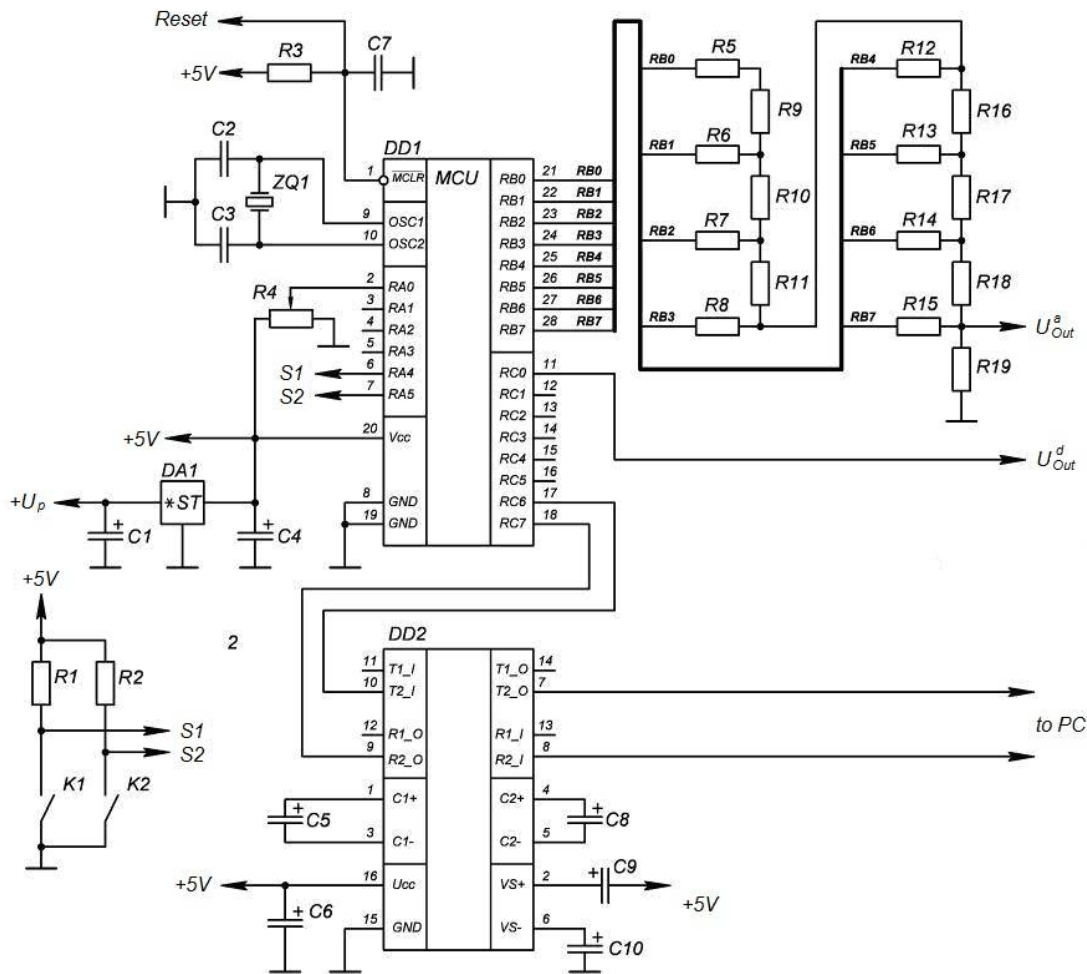 Reset
R3
C7
+5V
C2
ZQ1
C3
DD1
1
MCLR
MCU
9
OSC1
10
OSC2
R4
2
RA0
3
RA1
4
RA2
5
RA3
S1
6
RA4
S2
7
RA5
+5V
20
Vcc
DA1
+Up
*ST
+
C1
+
C4
8
GND
19
GND
RB0
21
RB0
RB1
22
RB1
RB2
23
RB2
RB3
24
RB3
RB4
25
RB4
RB5
26
RB5
RB6
27
RB6
RB7
28
RB7
RC0
11
RC1
12
RC2
13
RC3
14
RC4
15
RC5
16
RC6
17
RC7
18
RB0
R5
R9
RB1
R6
R10
RB2
R7
R11
RB3
R8
RB4
R12
R16
RB5
R13
R17
RB6
R14
R18
RB7
R15
U a Out
R19
U d Out
+5V
R1
R2
S1
S2
K1
K2
2
DD2
11
T1_I
10
T2_I
12
R1_O
9
R2_O
1
C1+
+
C5
3
C1-
+5V
16
Ucc
+
C6
15
GND
T1_O
14
T2_O
7
R1_I
13
to PC
R2_I
8
C2+
4
+
C8
C2-
5
C9
VS+
2
+
+5V
VS-
6
+
C10